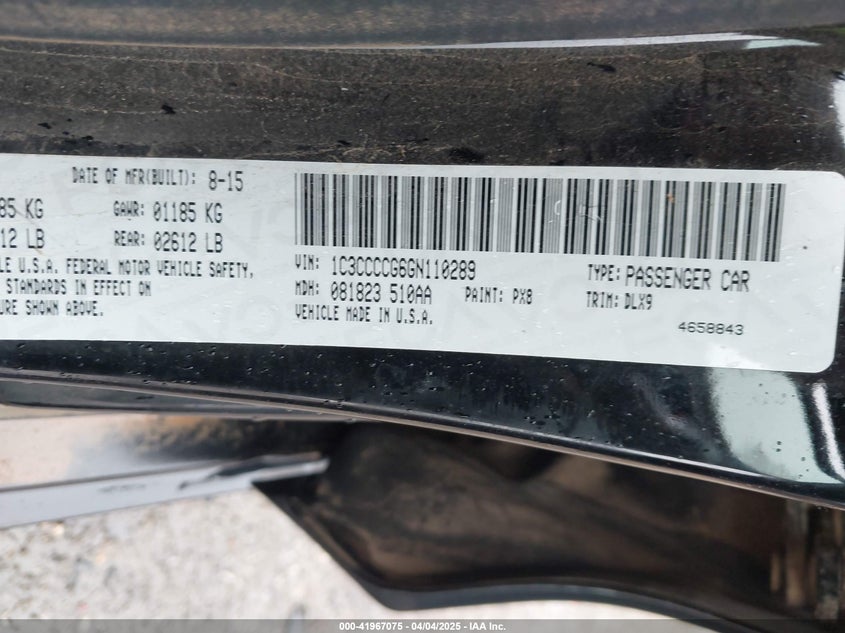 DATE OF MFR(BUILT): 8-15
85 KG GAWR: 01185 KG
12 LB REAR: 02612 LB
LE U.S.A. FEDERAL MOTOR VEHICLE SAFETY,
STANDARDS IN EFFECT ON
URE SHOWN ABOVE.
VIN: 1C3CCCCG6GN110289 TYPE: PASSENGER CAR
MDH: 081823 510AA PAINT: PX8 TRIM: DLX9
VEHICLE MADE IN U.S.A.
4658843
000-41967075 - 04/04/2025 - IAA Inc.